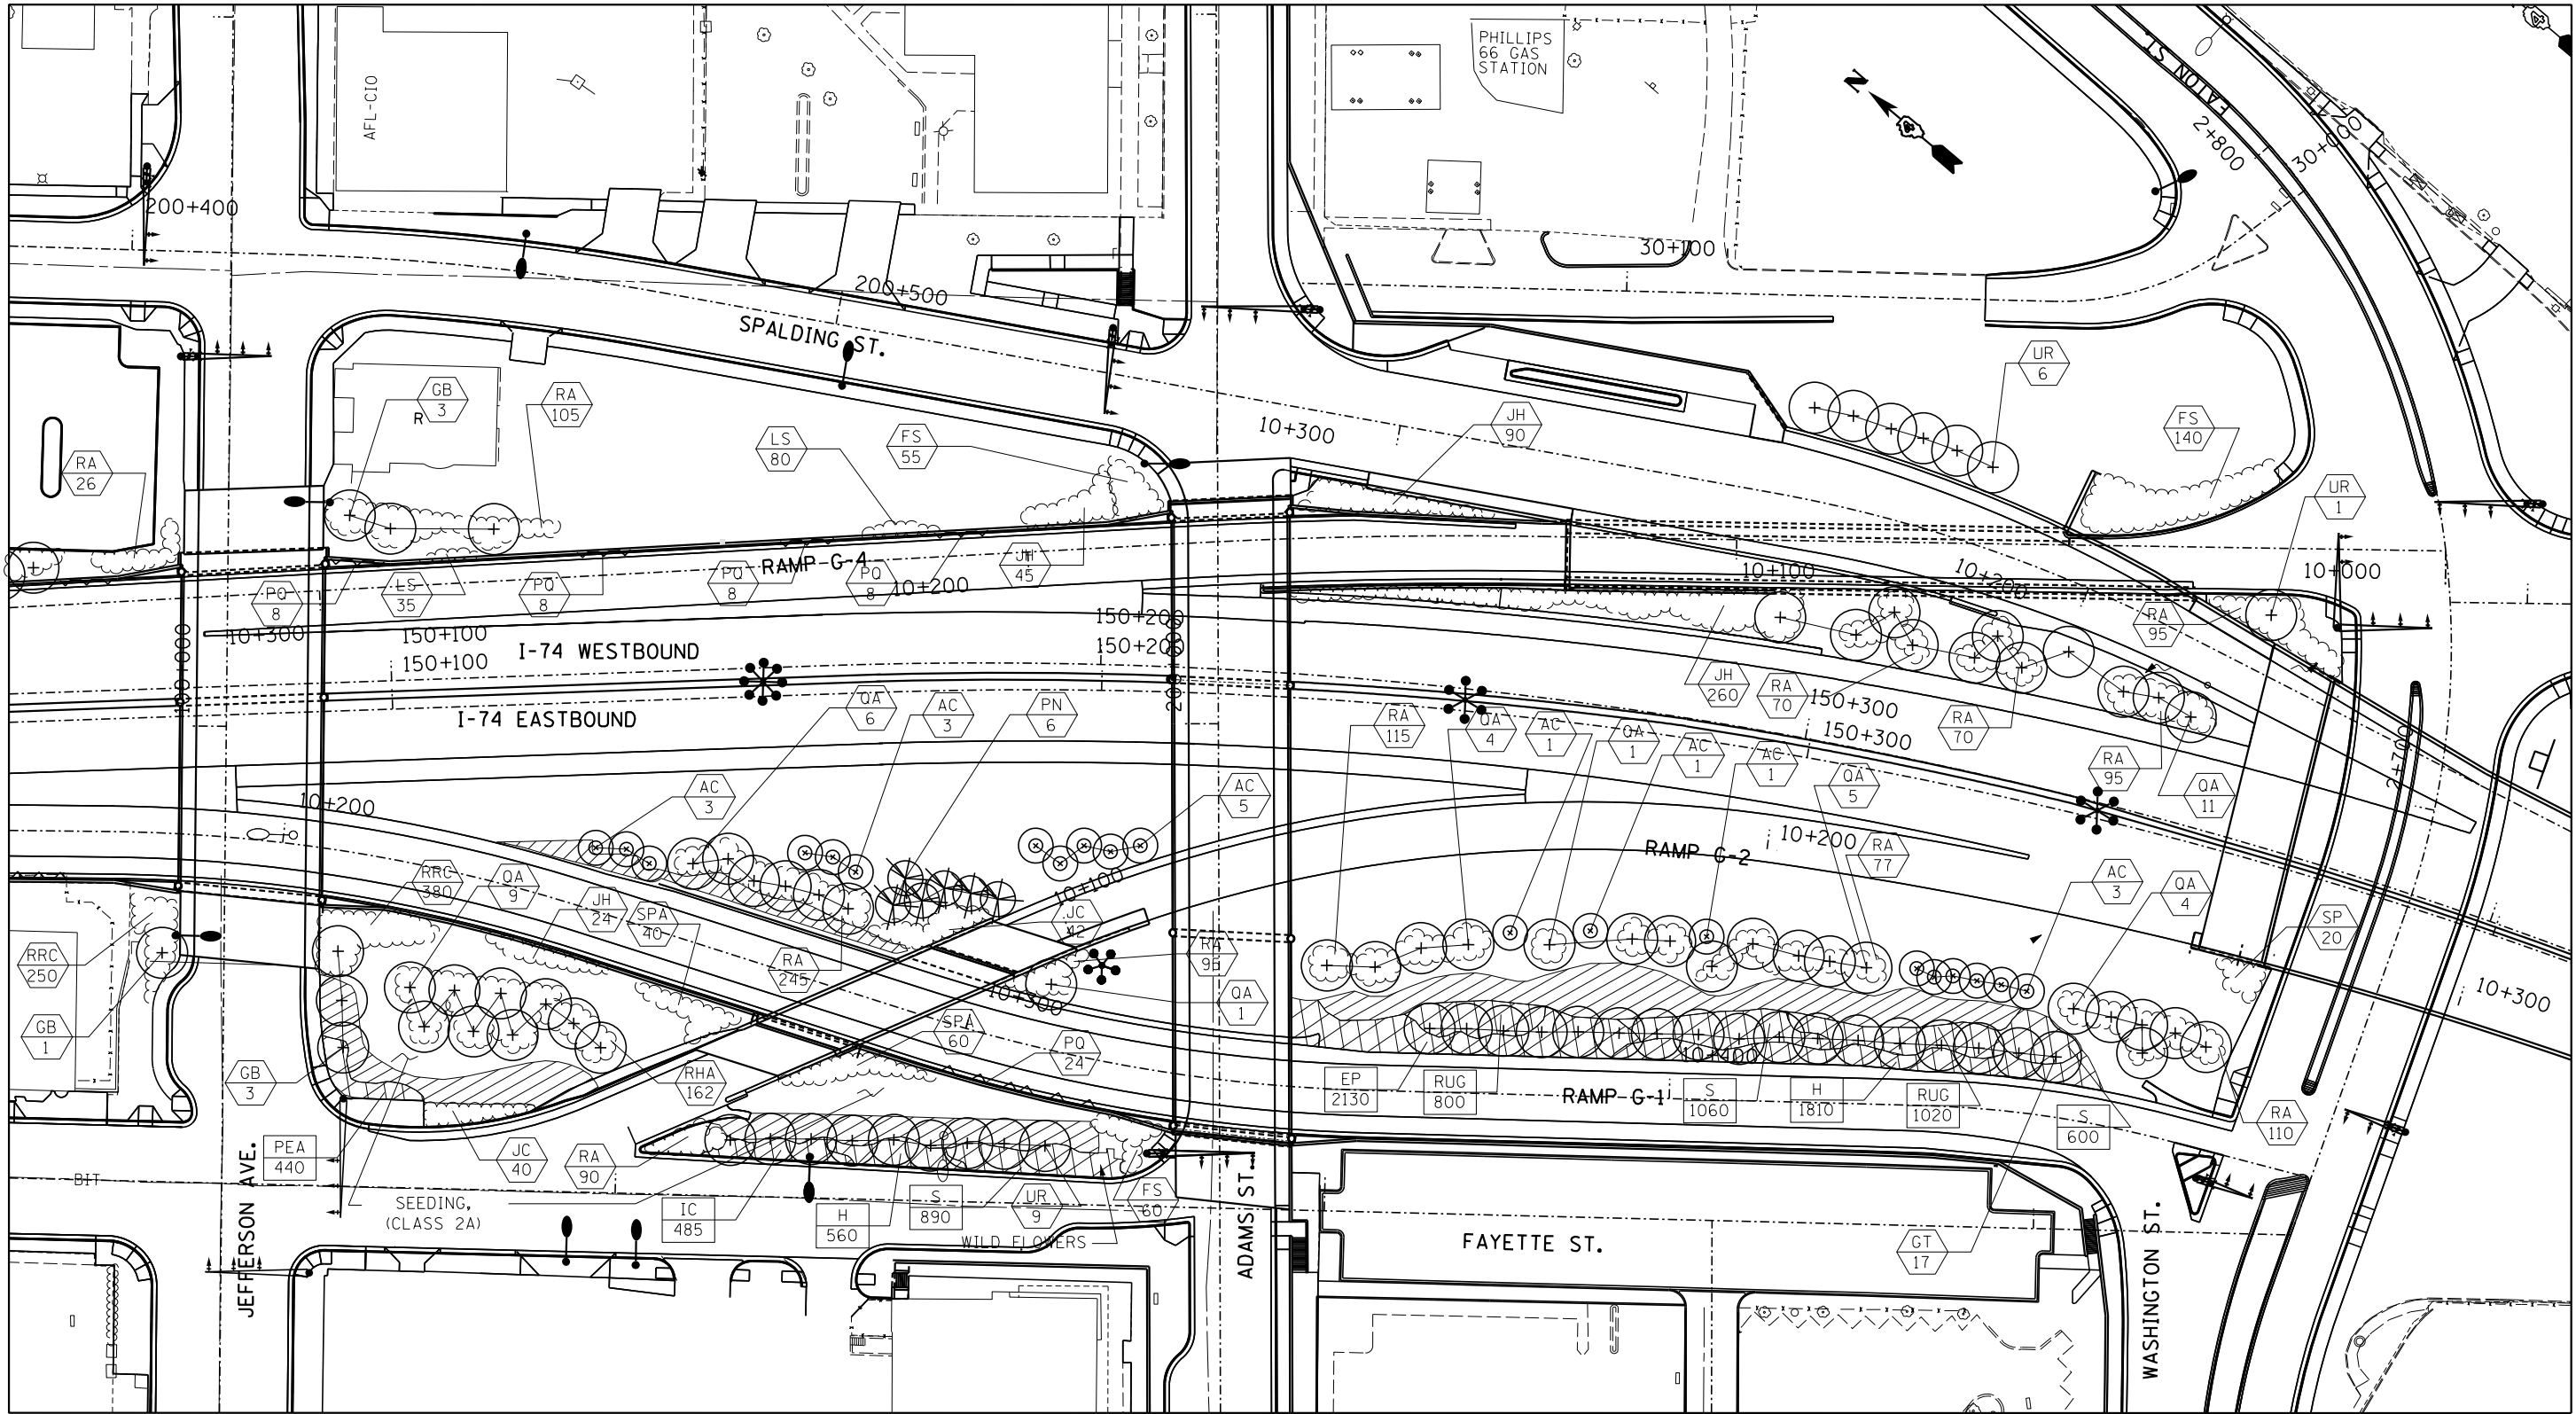 PHILLIPS
66 GAS
STATION
AFL-CIO
N
EATON ST.
2+800
30+00
200+400
30+100
200+500
SPALDING ST.
UR
6
GB
3
R
RA
105
LS
80
FS
55
10+300
JH
90
FS
140
RA
26
UR
1
RAMP G-4
JH
45
PQ
8
LS
35
PQ
8
PQ
8
PQ
8
10+200
10+100
10+200
10+000
RA
95
10+300
150+100
150+100
I-74 WESTBOUND
150+200
150+200
JH
260
RA
70
150+300
150+300
RA
70
I-74 EASTBOUND
QA
6
AC
3
PN
6
RA
115
QA
4
AC
1
QA
1
AC
1
AC
1
QA
5
RA
95
QA
11
2+700
AC
3
AC
5
10+200
10+200
RAMP G-2
RA
77
RRC
380
QA
9
JH
24
SPA
40
10+100
AC
3
QA
4
SP
20
RRC
250
RA
245
JC
42
RA
95
10+300
QA
1
10+300
GB
1
GB
3
RHA
162
SPA
60
PQ
24
10+400
EP
2130
RUG
800
RAMP G-1
S
1060
H
1810
RUG
1020
S
600
RA
110
PEA
440
JC
40
RA
90
BIT
SEEDING,
(CLASS 2A)
IC
485
H
560
S
890
UR
9
FS
60
WILD FLOWERS
FAYETTE ST.
GT
17
JEFFERSON AVE.
ADAMS ST.
WASHINGTON ST.